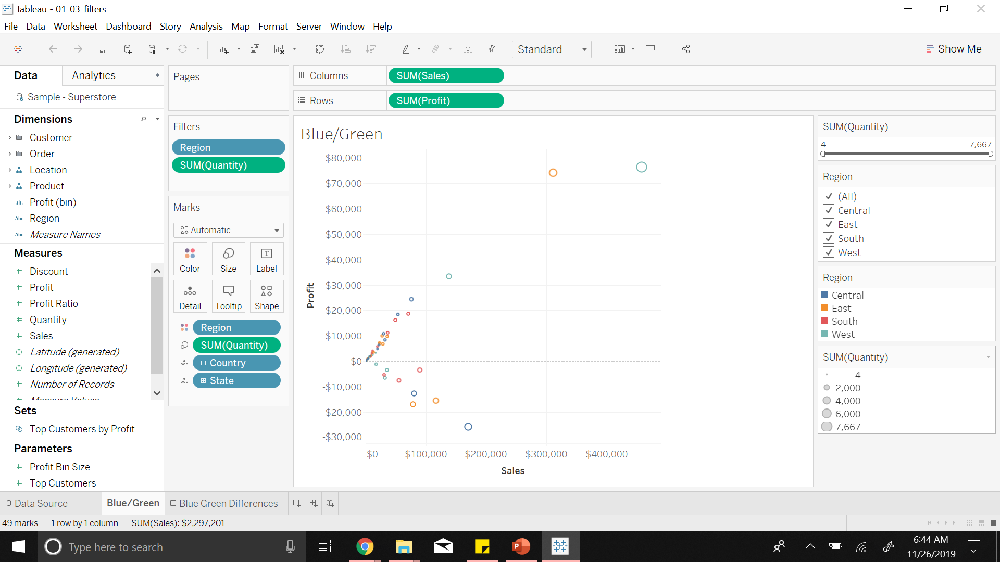 Tableau - 01_03_filters
File Data Worksheet Dashboard Story Analysis Map Format Server Window Help
Standard
Show Me
Data
Analytics
Sample - Superstore
Dimensions
Customer
Order
Location
Product
Profit (bin)
Abc Region
Abc Measure Names
Measures
Discount
Profit
Profit Ratio
Quantity
Sales
Latitude (generated)
Longitude (generated)
Number of Records
Measure Values
Sets
Top Customers by Profit
Parameters
Profit Bin Size
Top Customers
Pages
Filters
Region
SUM(Quantity)
Marks
Automatic
Color
Size
Label
Detail
Tooltip
Shape
Region
SUM(Quantity)
Country
State
Columns
SUM(Sales)
Rows
SUM(Profit)
Blue/Green
$80,000
$70,000
$60,000
$50,000
$40,000
$30,000
$20,000
$10,000
$0
-$10,000
-$20,000
-$30,000
Profit
$0
$100,000
$200,000
$300,000
$400,000
Sales
SUM(Quantity)
4
7,667
Region
(All)
Central
East
South
West
Region
Central
East
South
West
SUM(Quantity)
4
2,000
4,000
6,000
7,667
Data Source
Blue/Green
Blue Green Differences
49 marks
1 row by 1 column
SUM(Sales): $2,297,201
Type here to search
6:44 AM
11/26/2019